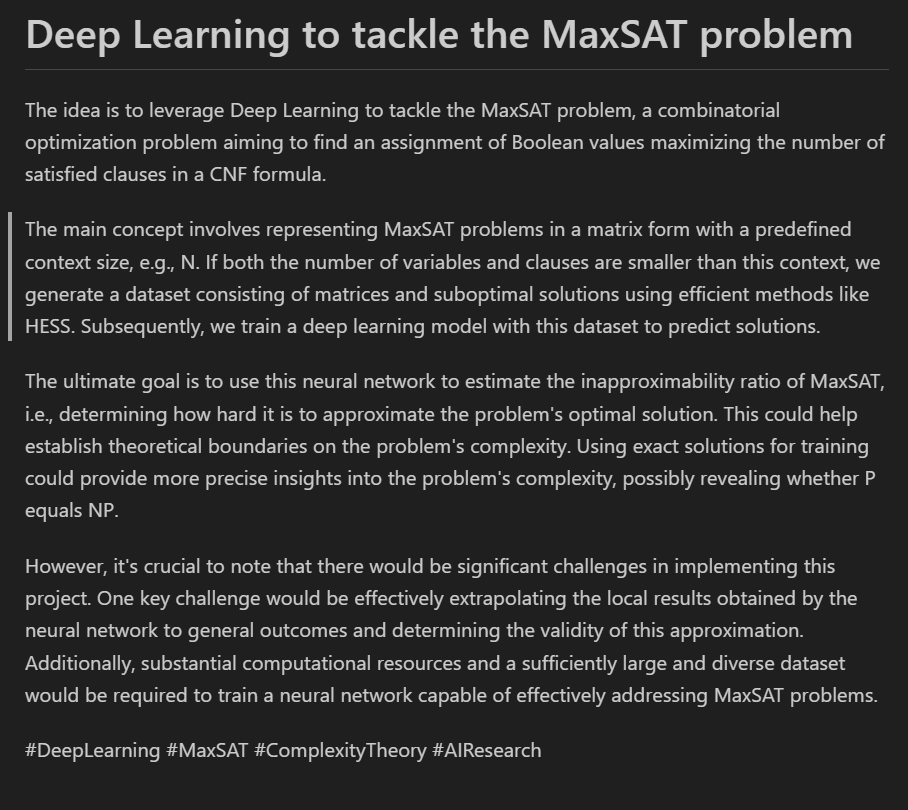 Deep Learning to tackle the MaxSAT problem
The idea is to leverage Deep Learning to tackle the MaxSAT problem, a combinatorial
optimization problem aiming to find an assignment of Boolean values maximizing the number of
satisfied clauses in a CNF formula.
The main concept involves representing MaxSAT problems in a matrix form with a predefined
context size, e.g., N. If both the number of variables and clauses are smaller than this context, we
generate a dataset consisting of matrices and suboptimal solutions using efficient methods like
HESS. Subsequently, we train a deep learning model with this dataset to predict solutions.
The ultimate goal is to use this neural network to estimate the inapproximability ratio of MaxSAT,
i.e., determining how hard it is to approximate the problem's optimal solution. This could help
establish theoretical boundaries on the problem's complexity. Using exact solutions for training
could provide more precise insights into the problem's complexity, possibly revealing whether P
equals NP.
However, it's crucial to note that there would be significant challenges in implementing this
project. One key challenge would be effectively extrapolating the local results obtained by the
neural network to general outcomes and determining the validity of this approximation.
Additionally, substantial computational resources and a sufficiently large and diverse dataset
would be required to train a neural network capable of effectively addressing MaxSAT problems.
#DeepLearning #MaxSAT #ComplexityTheory #AIResearch